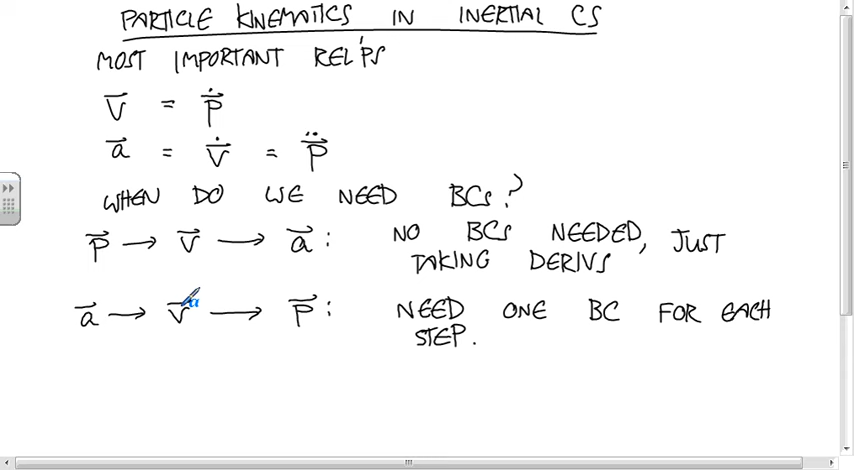 PARTICLE KINEMATICS IN INERTIAL CS
MOST IMPORTANT REL'PS
v⃗ = p⃗̇
a⃗ = v⃗̇ = p⃗̈
WHEN DO WE NEED BCs?
p⃗ → v⃗ → a⃗ : NO BCs NEEDED, JUST
TAKING DERIVS
a⃗ → v⃗ → p⃗ : NEED ONE BC FOR EACH
STEP.